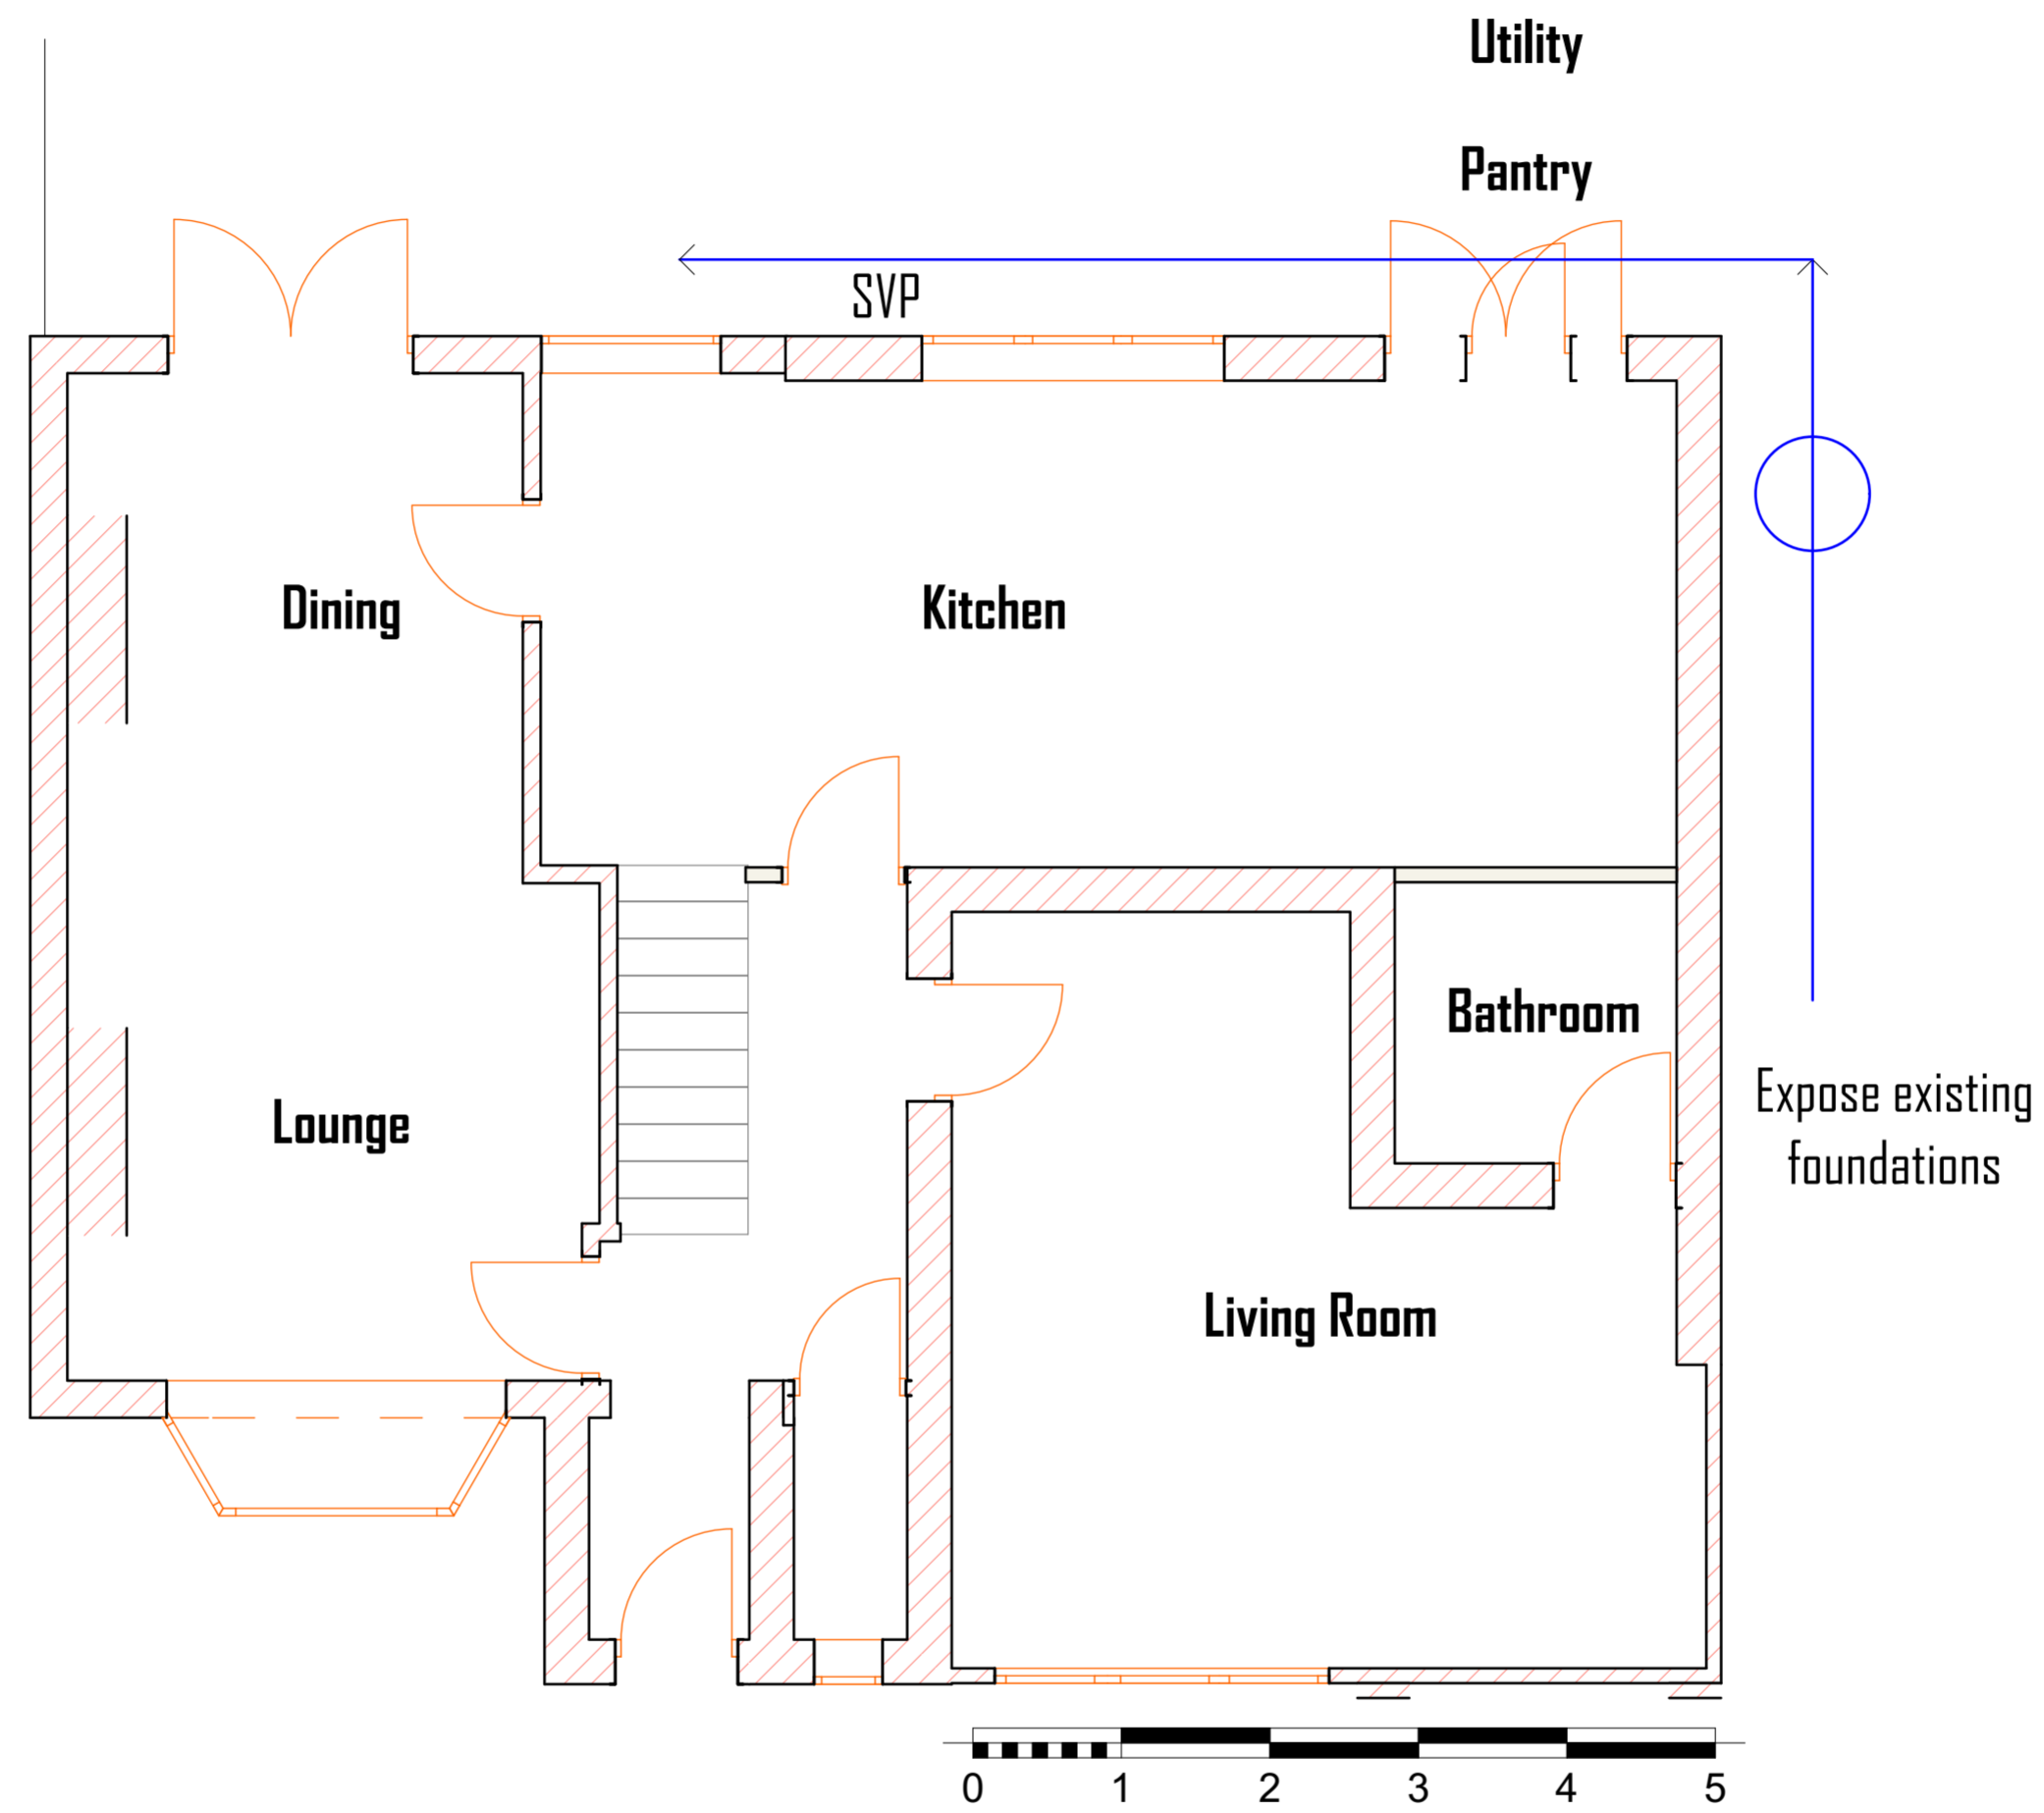 Utility
Pantry
SVP
Dining
Kitchen
Bathroom
Expose existing
foundations
Lounge
Living Room
0 1 2 3 4 5